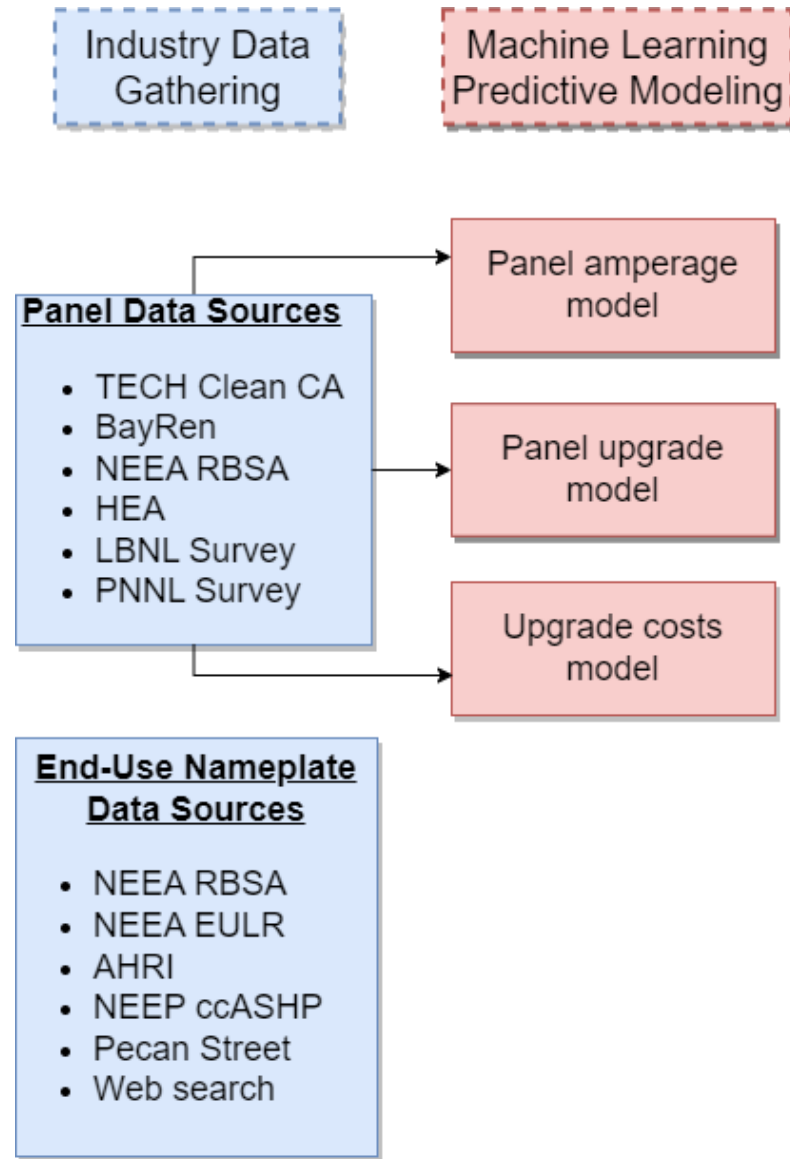 Industry Data
Gathering
Machine Learning
Predictive Modeling
Panel Data Sources
• TECH Clean CA
• BayRen
• NEEA RBSA
• HEA
• LBNL Survey
• PNNL Survey
Panel amperage
model
Panel upgrade
model
Upgrade costs
model
End-Use Nameplate
Data Sources
• NEEA RBSA
• NEEA EULR
• AHRI
• NEEP ccASHP
• Pecan Street
• Web search